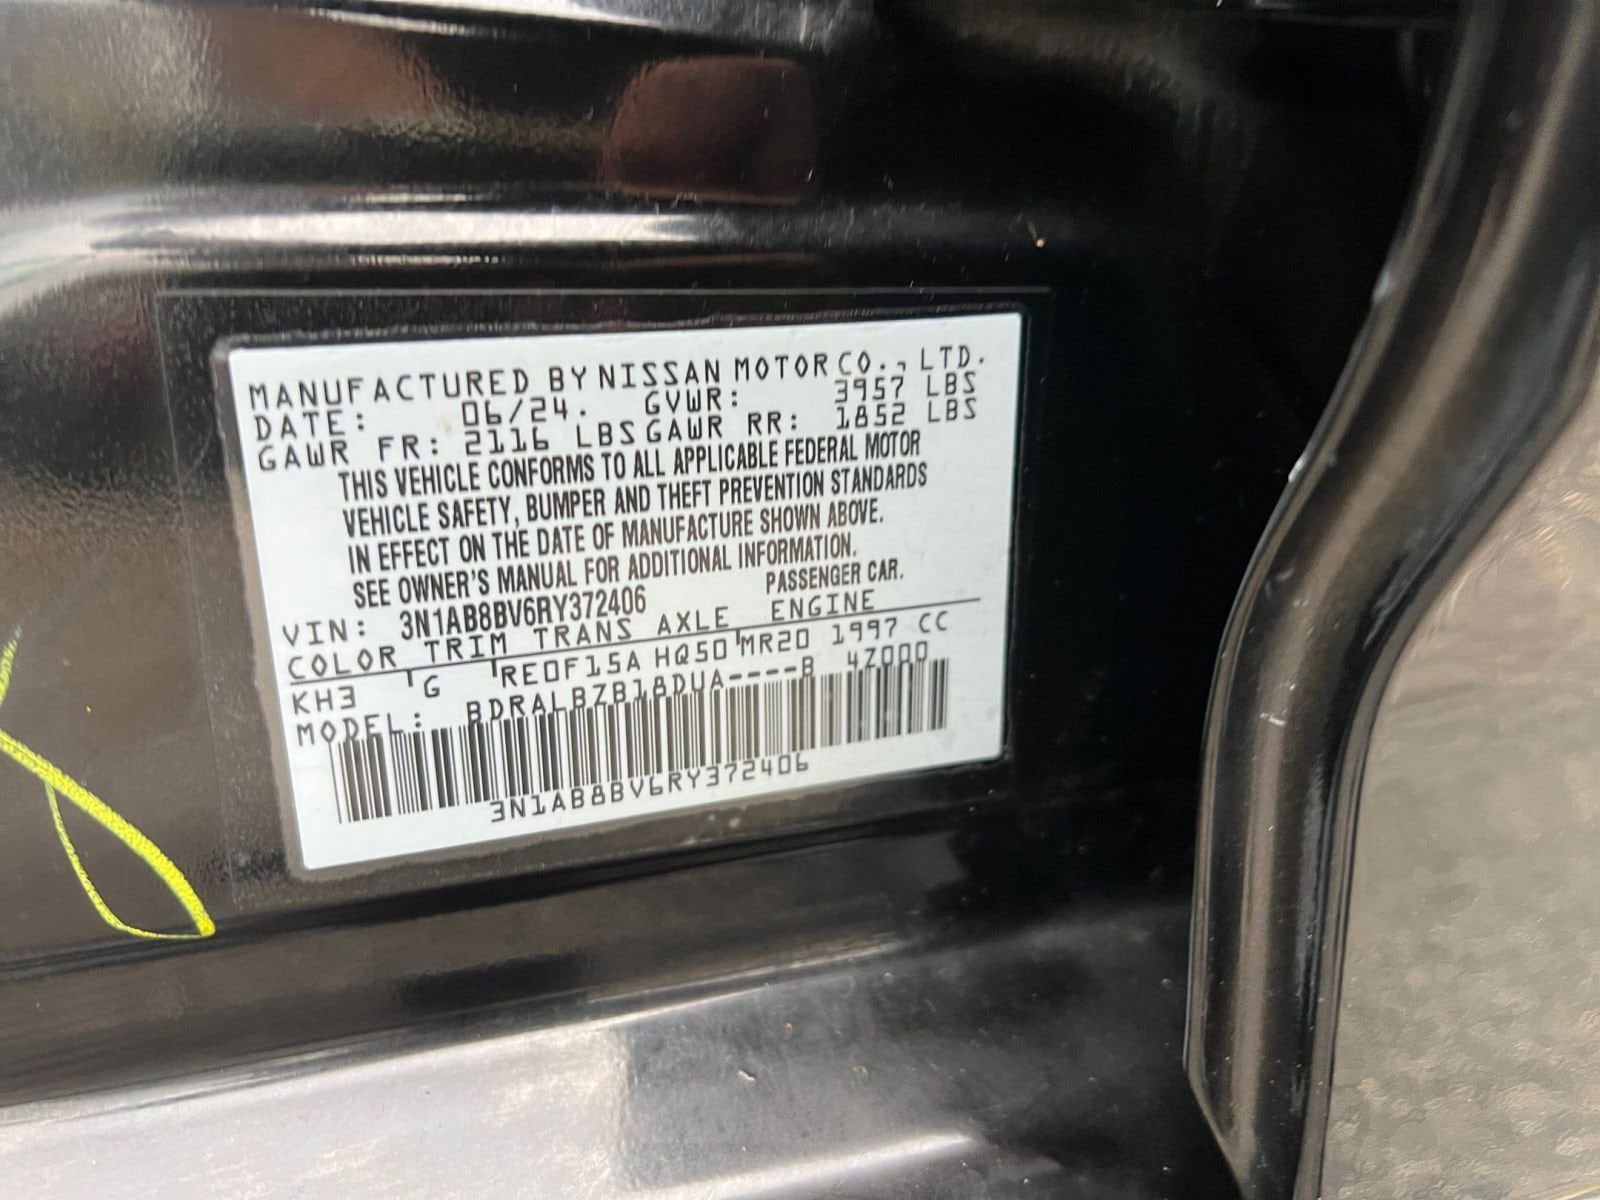 MANUFACTURED BY NISSAN MOTOR CO., LTD.
DATE: 06/24. GVWR: 3957 LBS
GAWR FR: 2116 LBS GAWR RR: 1852 LBS
THIS VEHICLE CONFORMS TO ALL APPLICABLE FEDERAL MOTOR
VEHICLE SAFETY, BUMPER AND THEFT PREVENTION STANDARDS
IN EFFECT ON THE DATE OF MANUFACTURE SHOWN ABOVE.
SEE OWNER'S MANUAL FOR ADDITIONAL INFORMATION.
VIN: 3N1AB8BV6RY372406 PASSENGER CAR.
COLOR TRIM TRANS AXLE ENGINE
KH3 G RE0F15A HQ50 MR20 1997 CC
MODEL: BDRALBZB18DUA----B 4Z000
3N1AB8BV6RY372406